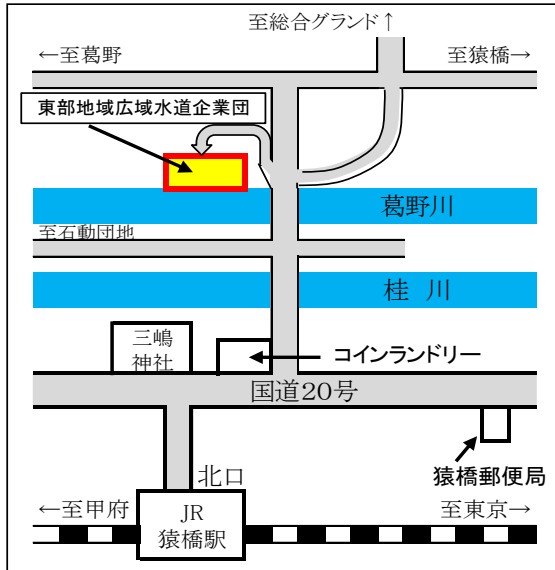 至総合グランド↑
←至葛野
至猿橋→
東部地域広域水道企業団
葛野川
至石動団地
桂 川
三嶋
神社
コインランドリー
国道20号
猿橋郵便局
北口
←至甲府
至東京→
JR
猿橋駅